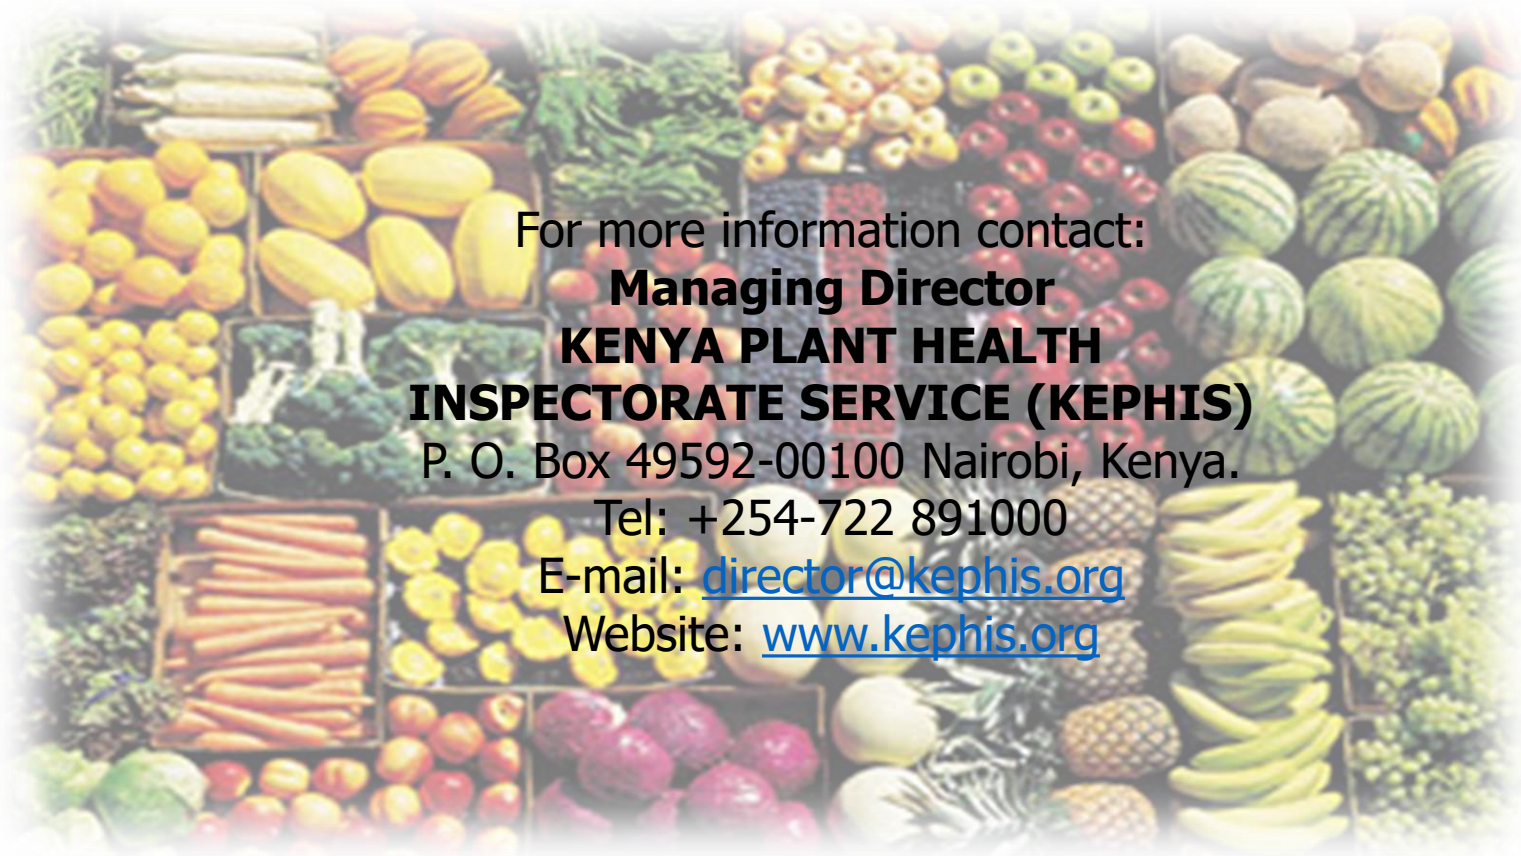 For more information contact:
Managing Director
KENYA PLANT HEALTH
INSPECTORATE SERVICE (KEPHIS)
P. O. Box 49592-00100 Nairobi, Kenya.
Tel: +254-722 891000
E-mail: director@kephis.org
Website: www.kephis.org